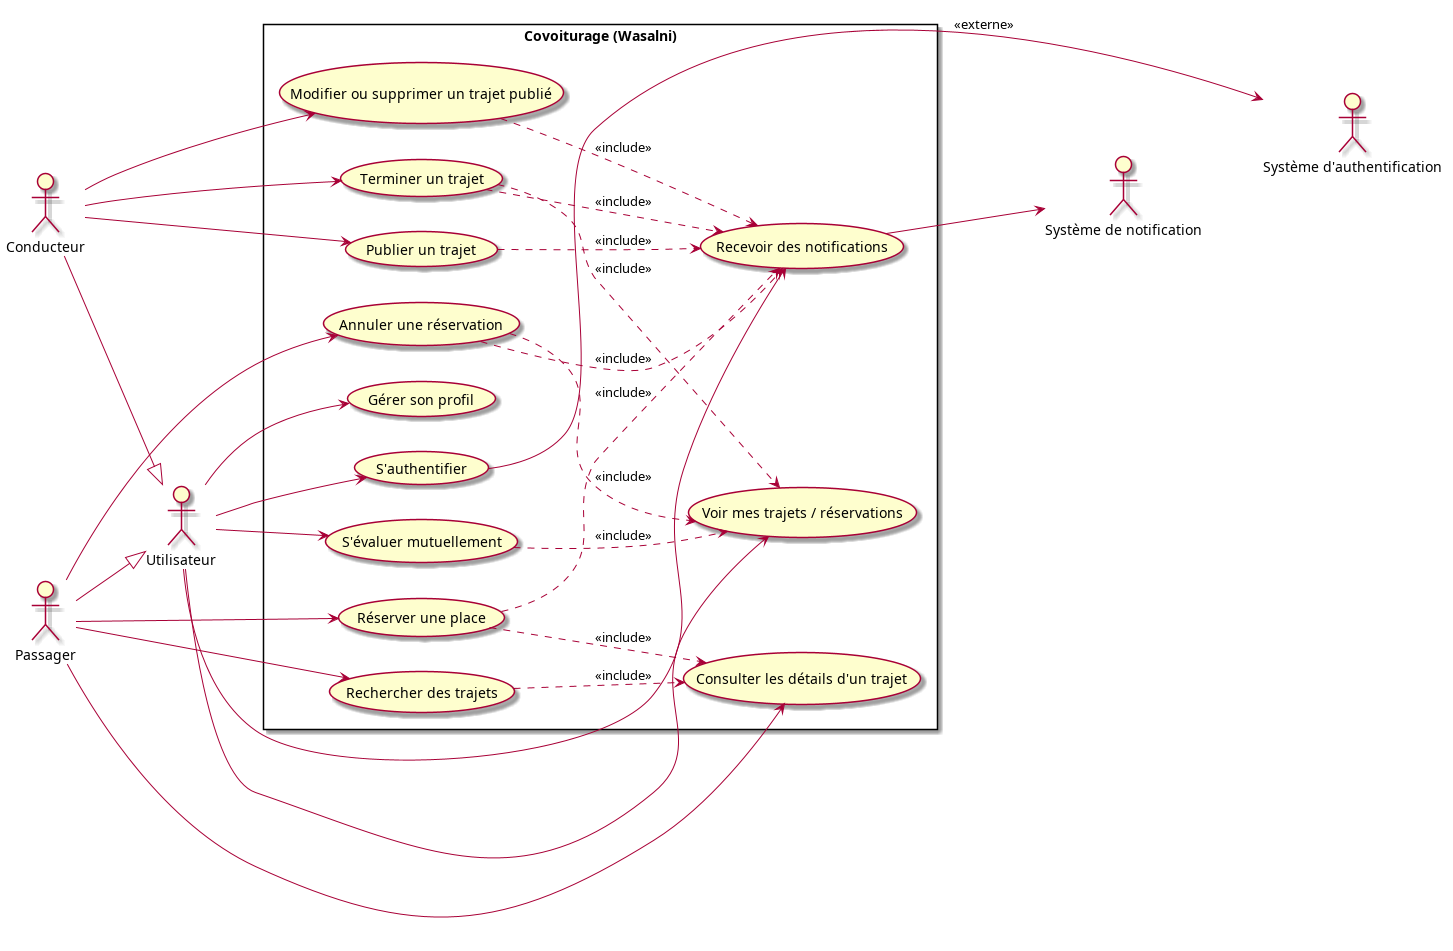 «externe»
Covoiturage (Wasalni)
Modifier ou supprimer un trajet publié
«include»
Système d'authentification
Terminer un trajet
«include»
Système de notification
Conducteur
Publier un trajet
«include»
Recevoir des notifications
«include»
Annuler une réservation
«include»
Gérer son profil
«include»
S'authentifier
«include»
Voir mes trajets / réservations
S'évaluer mutuellement
«include»
Utilisateur
Réserver une place
«include»
Passager
Rechercher des trajets
«include»
Consulter les détails d'un trajet